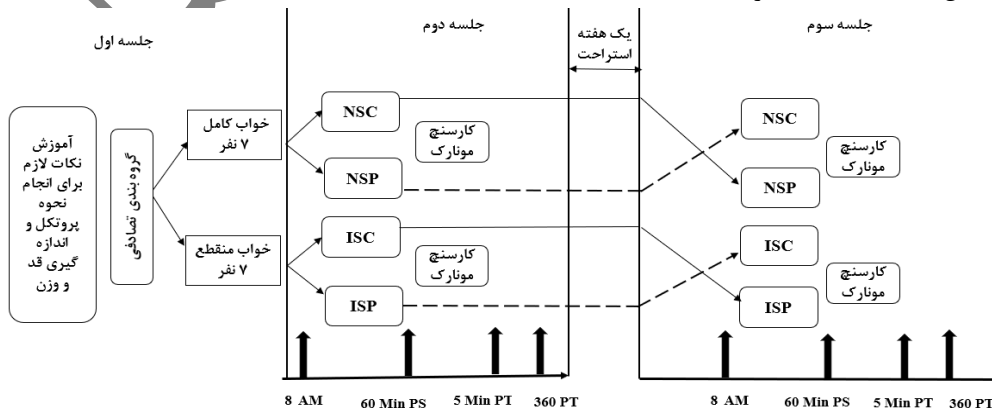 جلسه اول
جلسه دوم
یک هفته
استراحت
جلسه سوم
آموزش
نکات لازم
برای انجام
نحوه
پروتکل و
اندازه
گیری قد
و وزن
گروه بندی تصادفی
خواب کامل
۷ نفر
خواب منقطع
۷ نفر
NSC
NSP
کارسنج
مونارک
ISC
ISP
کارسنج
مونارک
NSC
NSP
کارسنج
مونارک
ISC
ISP
کارسنج
مونارک
8 AM
60 Min PS
5 Min PT
360 PT
8 AM
60 Min PS
5 Min PT
360 PT